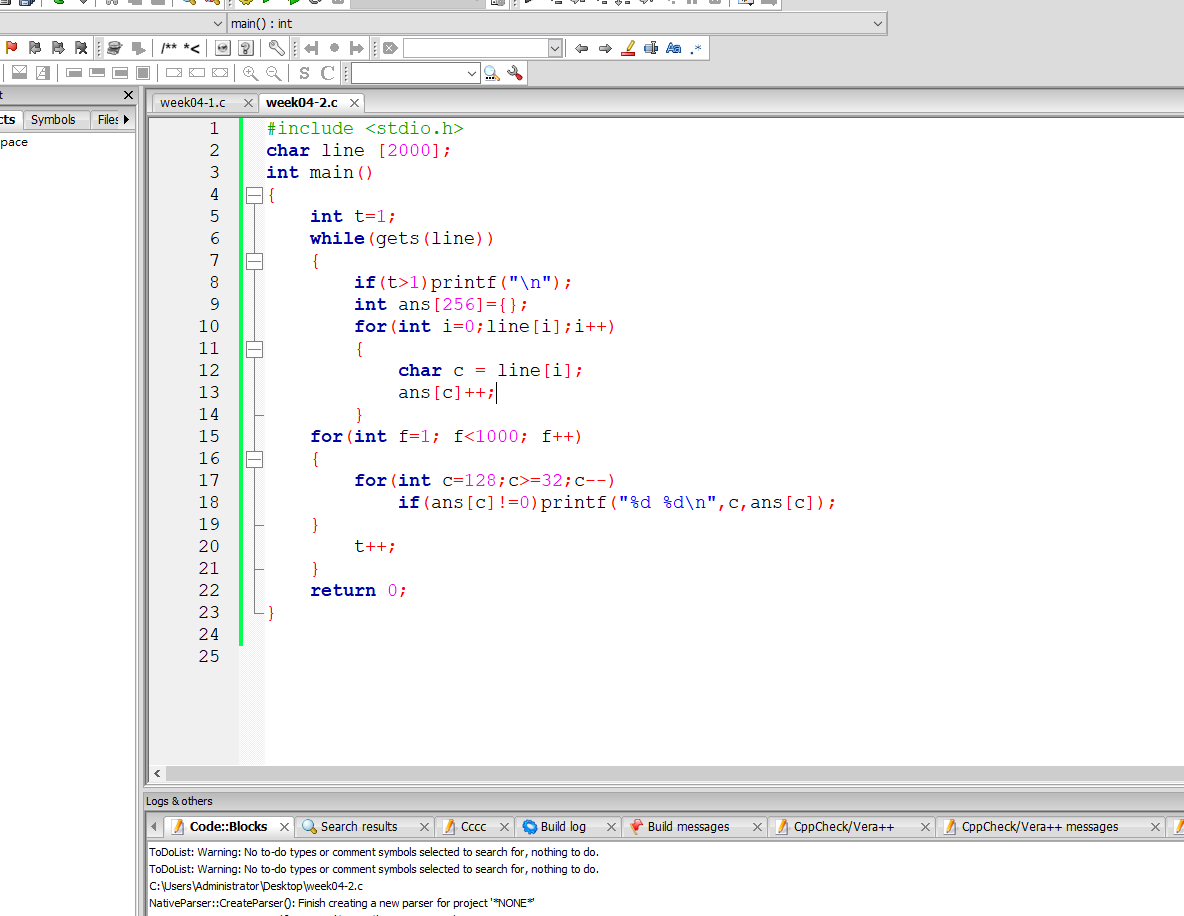 main() : int
/** *<
S C
Aa .*
week04-1.c
week04-2.c
cts Symbols Files
pace
1 #include <stdio.h>
2 char line [2000];
3 int main()
4 {
5 int t=1;
6 while(gets(line))
7 {
8 if(t>1)printf("\n");
9 int ans[256]={};
10 for(int i=0;line[i];i++)
11 {
12 char c = line[i];
13 ans[c]++;
14 }
15 for(int f=1; f<1000; f++)
16 {
17 for(int c=128;c>=32;c--)
18 if(ans[c]!=0)printf("%d %d\n",c,ans[c]);
19 }
20 t++;
21 }
22 return 0;
23 }
24
25
Logs & others
Code::Blocks Search results Cccc Build log Build messages CppCheck/Vera++ CppCheck/Vera++ messages
ToDoList: Warning: No to-do types or comment symbols selected to search for, nothing to do.
ToDoList: Warning: No to-do types or comment symbols selected to search for, nothing to do.
C:\Users\Administrator\Desktop\week04-2.c
NativeParser::CreateParser(): Finish creating a new parser for project '*NONE*'